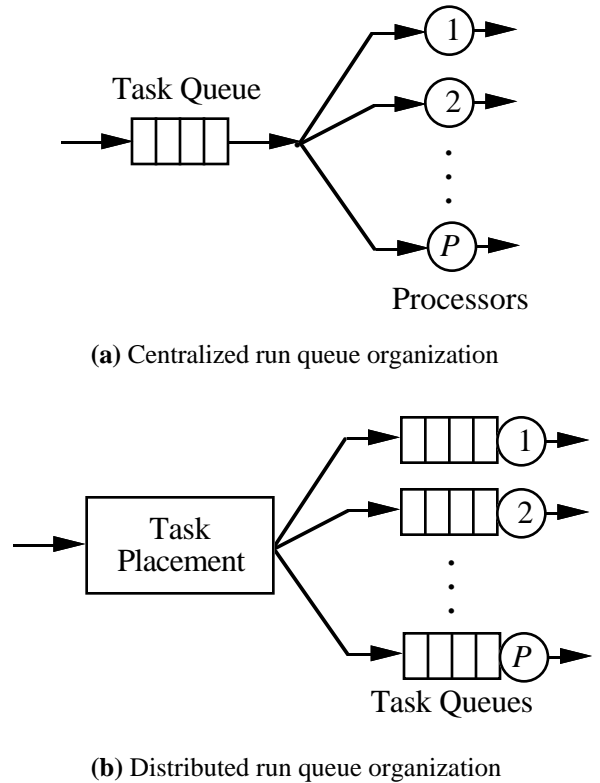 1
Task Queue
2
P
Processors
(a) Centralized run queue organization
1
Task
Placement
2
P
Task Queues
(b) Distributed run queue organization